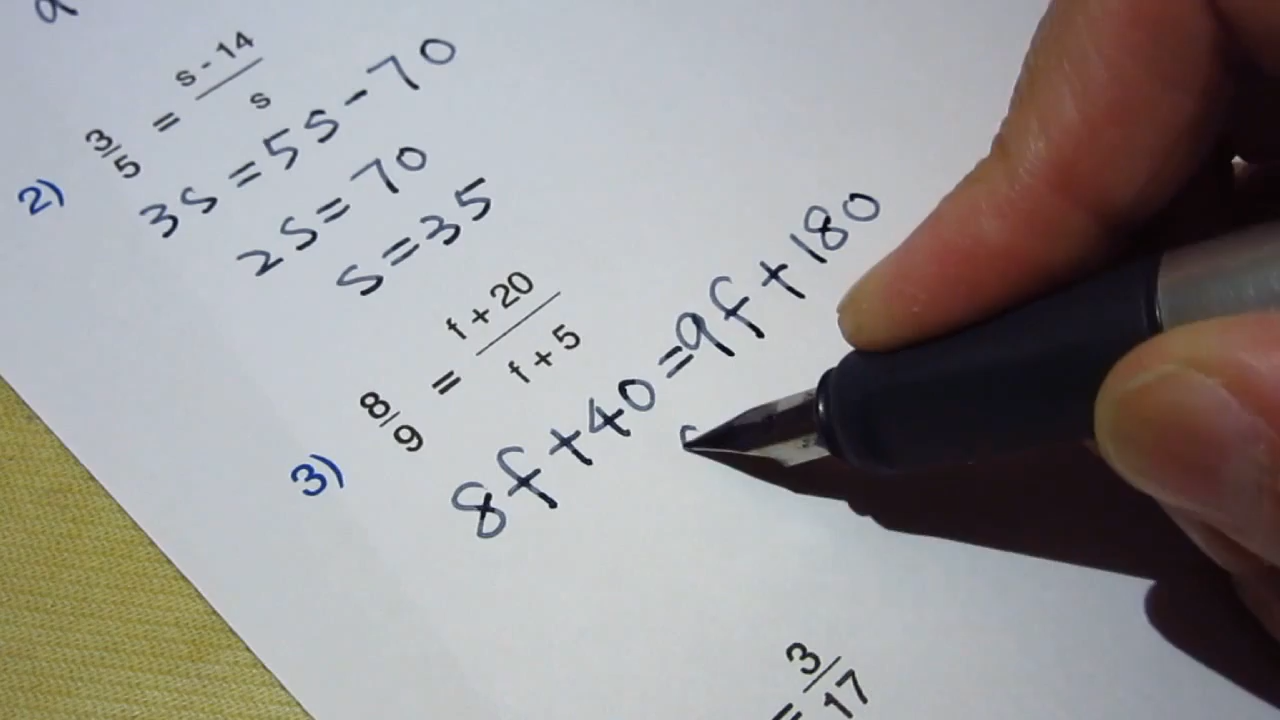 2) 3/5 = (s - 14)/s
3s = 5s - 70
2s = 70
s = 35
3) 8/9 = (f + 20)/(f + 5)
8f + 40 = 9f + 180
= 3/17